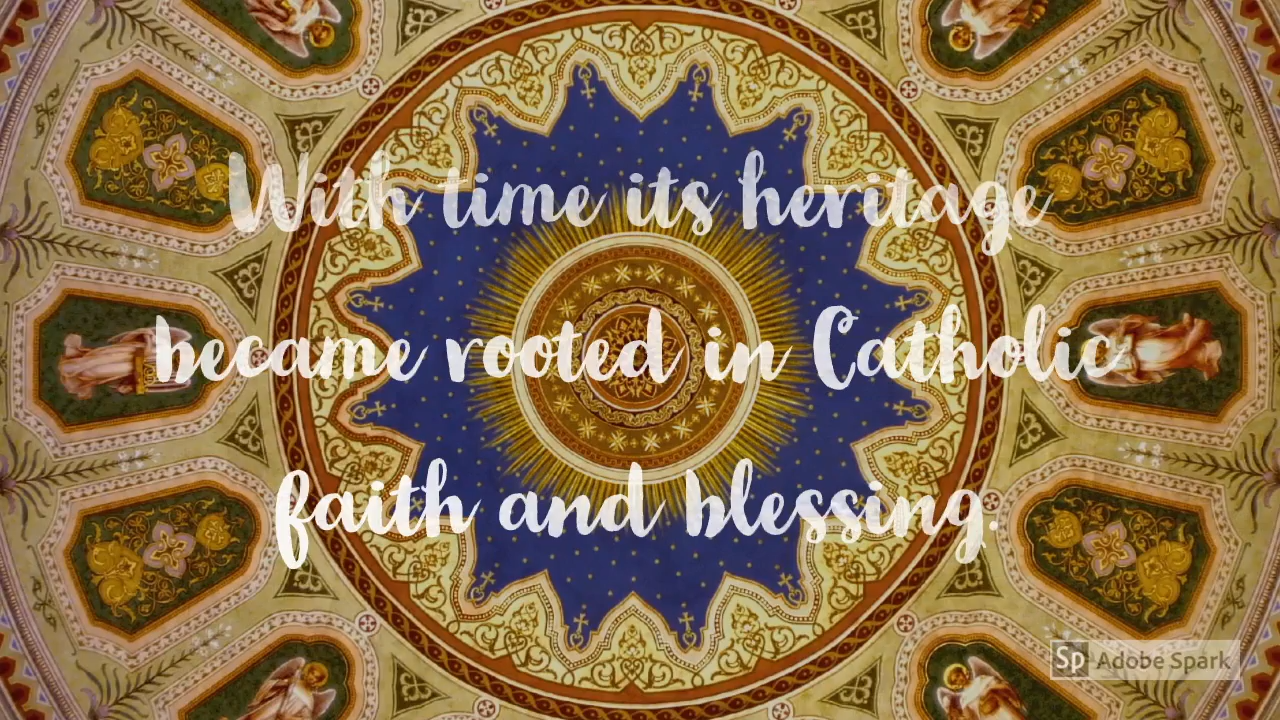 With time its heritage
became rooted in Catholic
faith and blessing.
Sp Adobe Spark